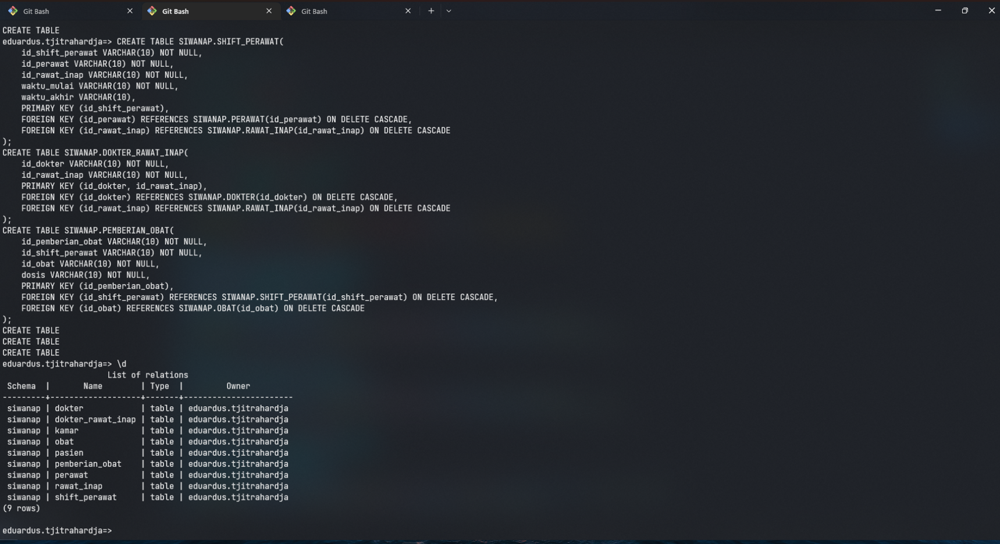 Git Bash
Git Bash
Git Bash
CREATE TABLE
eduardus.tjitrahardja=> CREATE TABLE SIWANAP.SHIFT_PERAWAT(
    id_shift_perawat VARCHAR(10) NOT NULL,
    id_perawat VARCHAR(10) NOT NULL,
    id_rawat_inap VARCHAR(10) NOT NULL,
    waktu_mulai VARCHAR(10) NOT NULL,
    waktu_akhir VARCHAR(10),
    PRIMARY KEY (id_shift_perawat),
    FOREIGN KEY (id_perawat) REFERENCES SIWANAP.PERAWAT(id_perawat) ON DELETE CASCADE,
    FOREIGN KEY (id_rawat_inap) REFERENCES SIWANAP.RAWAT_INAP(id_rawat_inap) ON DELETE CASCADE
);
CREATE TABLE SIWANAP.DOKTER_RAWAT_INAP(
    id_dokter VARCHAR(10) NOT NULL,
    id_rawat_inap VARCHAR(10) NOT NULL,
    PRIMARY KEY (id_dokter, id_rawat_inap),
    FOREIGN KEY (id_dokter) REFERENCES SIWANAP.DOKTER(id_dokter) ON DELETE CASCADE,
    FOREIGN KEY (id_rawat_inap) REFERENCES SIWANAP.RAWAT_INAP(id_rawat_inap) ON DELETE CASCADE
);
CREATE TABLE SIWANAP.PEMBERIAN_OBAT(
    id_pemberian_obat VARCHAR(10) NOT NULL,
    id_shift_perawat VARCHAR(10) NOT NULL,
    id_obat VARCHAR(10) NOT NULL,
    dosis VARCHAR(10) NOT NULL,
    PRIMARY KEY (id_pemberian_obat),
    FOREIGN KEY (id_shift_perawat) REFERENCES SIWANAP.SHIFT_PERAWAT(id_shift_perawat) ON DELETE CASCADE,
    FOREIGN KEY (id_obat) REFERENCES SIWANAP.OBAT(id_obat) ON DELETE CASCADE
);
CREATE TABLE
CREATE TABLE
CREATE TABLE
eduardus.tjitrahardja=> \d
                      List of relations
 Schema  |       Name        | Type  |         Owner
---------+-------------------+-------+-----------------------
 siwanap | dokter            | table | eduardus.tjitrahardja
 siwanap | dokter_rawat_inap | table | eduardus.tjitrahardja
 siwanap | kamar             | table | eduardus.tjitrahardja
 siwanap | obat              | table | eduardus.tjitrahardja
 siwanap | pasien            | table | eduardus.tjitrahardja
 siwanap | pemberian_obat    | table | eduardus.tjitrahardja
 siwanap | perawat           | table | eduardus.tjitrahardja
 siwanap | rawat_inap        | table | eduardus.tjitrahardja
 siwanap | shift_perawat     | table | eduardus.tjitrahardja
(9 rows)
eduardus.tjitrahardja=>